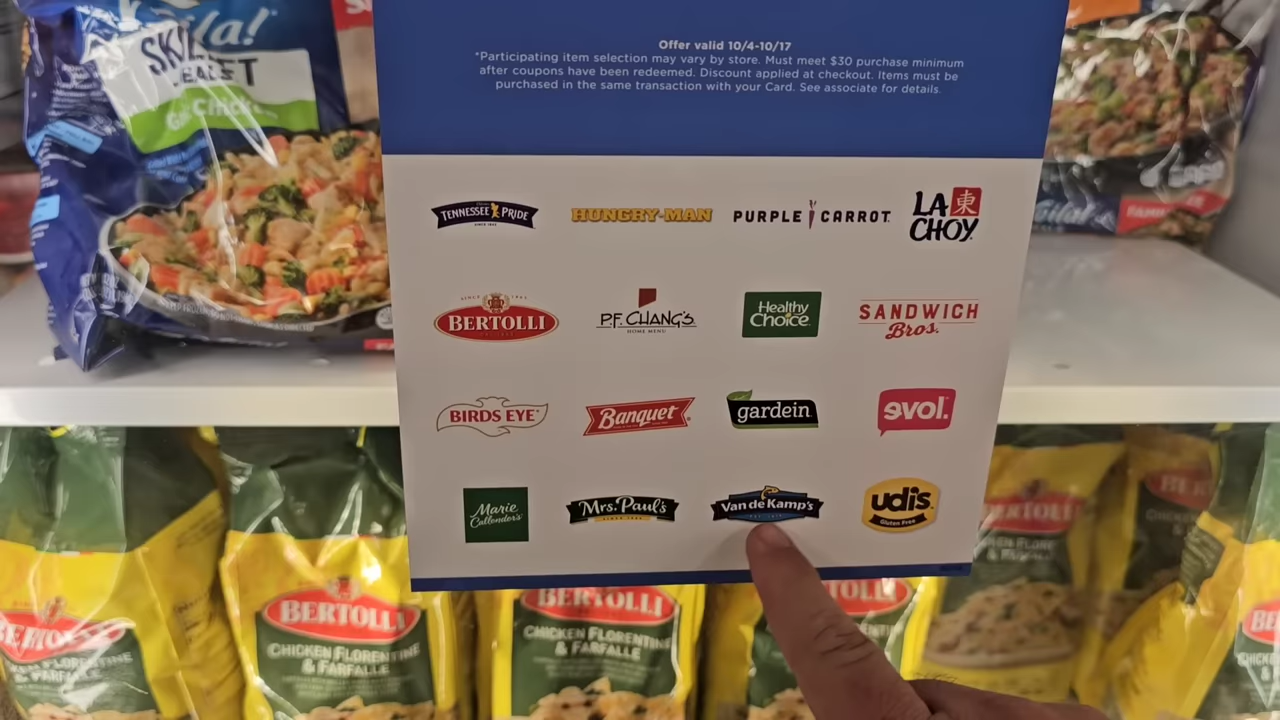 Offer valid 10/4-10/17
*Participating item selection may vary by store. Must meet $30 purchase minimum
after coupons have been redeemed. Discount applied at checkout. Items must be
purchased in the same transaction with your Card. See associate for details.
TENNESSEE PRIDE
HUNGRY-MAN
PURPLE CARROT
LA
東
CHOY
SINCE 1865
BERTOLLI
P.F. CHANG'S
HOME MENU
Healthy
Choice
SANDWICH
Bros.
BIRDS EYE
Banquet
gardein
evol.
Marie
Callender's
Mrs. Paul's
Van de Kamp's
udi's
Gluten Free
BERTOLLI
BERTOLLI
CHICKEN FLORENTINE
& FARFALLE
BERTOLLI
CHICKEN FLORENTINE
& FARFALLE
BERTOLLI